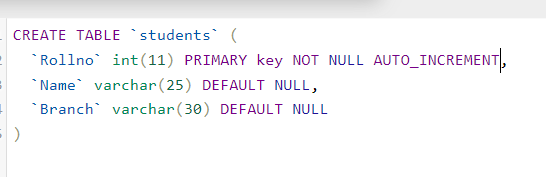 CREATE TABLE `students` (
`Rollno` int(11) PRIMARY key NOT NULL AUTO_INCREMENT,
`Name` varchar(25) DEFAULT NULL,
`Branch` varchar(30) DEFAULT NULL
)